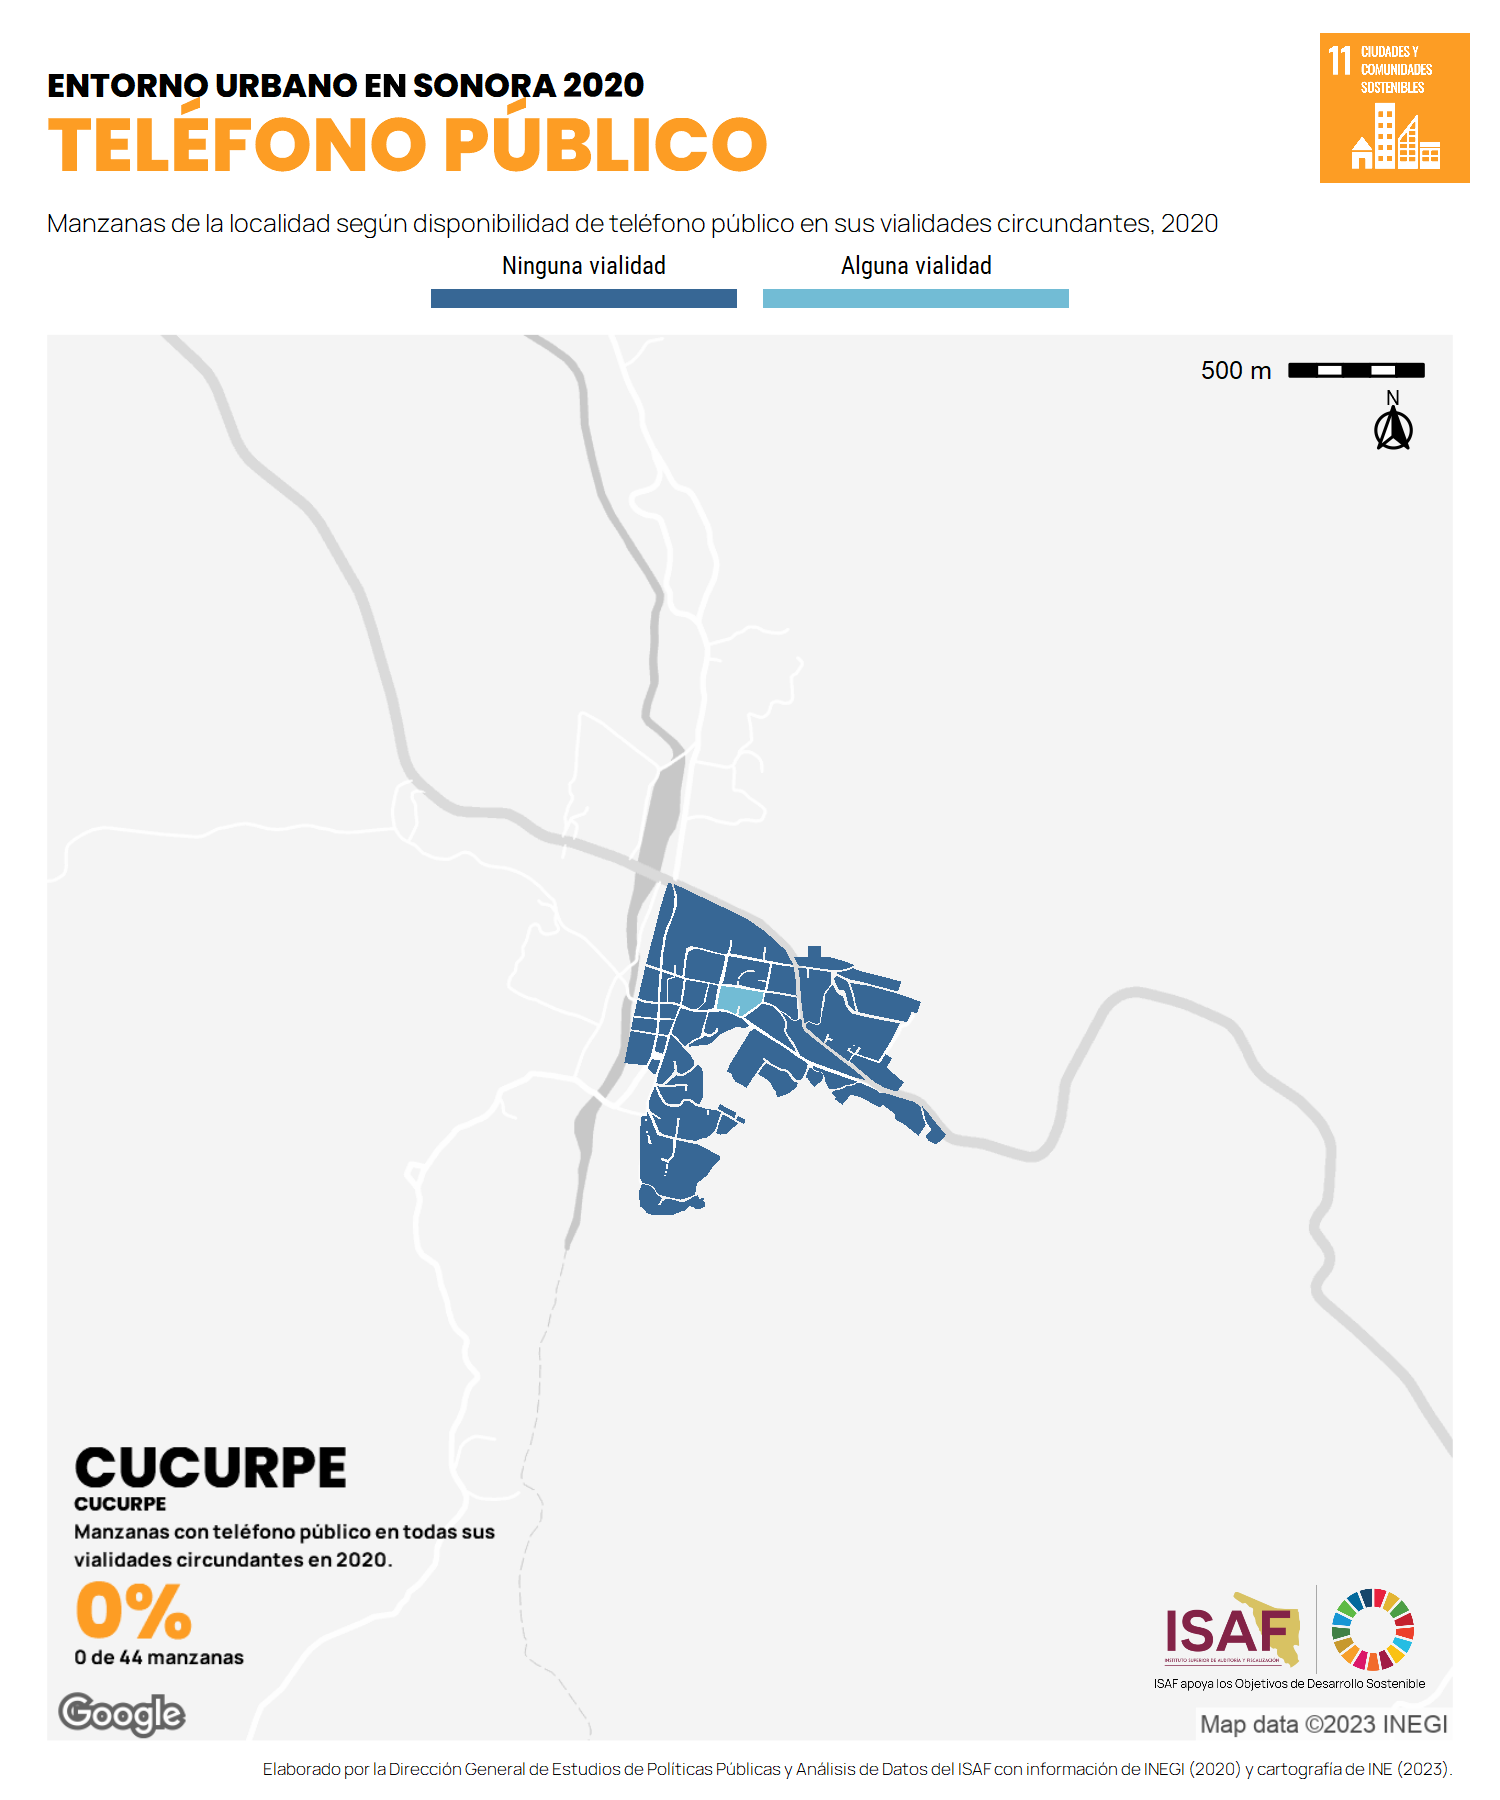 ENTORNO URBANO EN SONORA 2020
TELÉFONO PÚBLICO
11 CIUDADES Y
COMUNIDADES
SOSTENIBLES
Manzanas de la localidad según disponibilidad de teléfono público en sus vialidades circundantes, 2020
Ninguna vialidad
Alguna vialidad
500 m
N
CUCURPE
CUCURPE
Manzanas con teléfono público en todas sus
vialidades circundantes en 2020.
0%
0 de 44 manzanas
ISAF
INSTITUTO SUPERIOR DE AUDITORÍA Y FISCALIZACIÓN
ISAF apoya los Objetivos de Desarrollo Sostenible
Google
Map data ©2023 INEGI
Elaborado por la Dirección General de Estudios de Políticas Públicas y Análisis de Datos del ISAF con información de INEGI (2020) y cartografía de INE (2023).